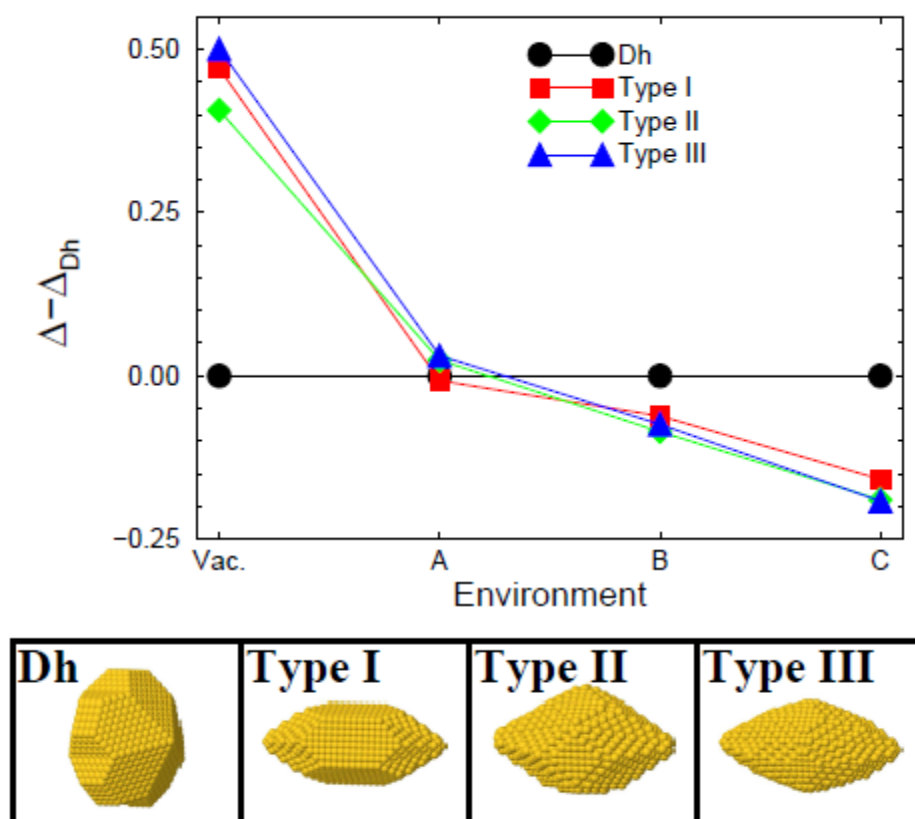 0.50
0.25
0.00
−0.25
Δ−ΔDh
Dh
Type I
Type II
Type III
Vac. A B C
Environment
Dh Type I Type II Type III